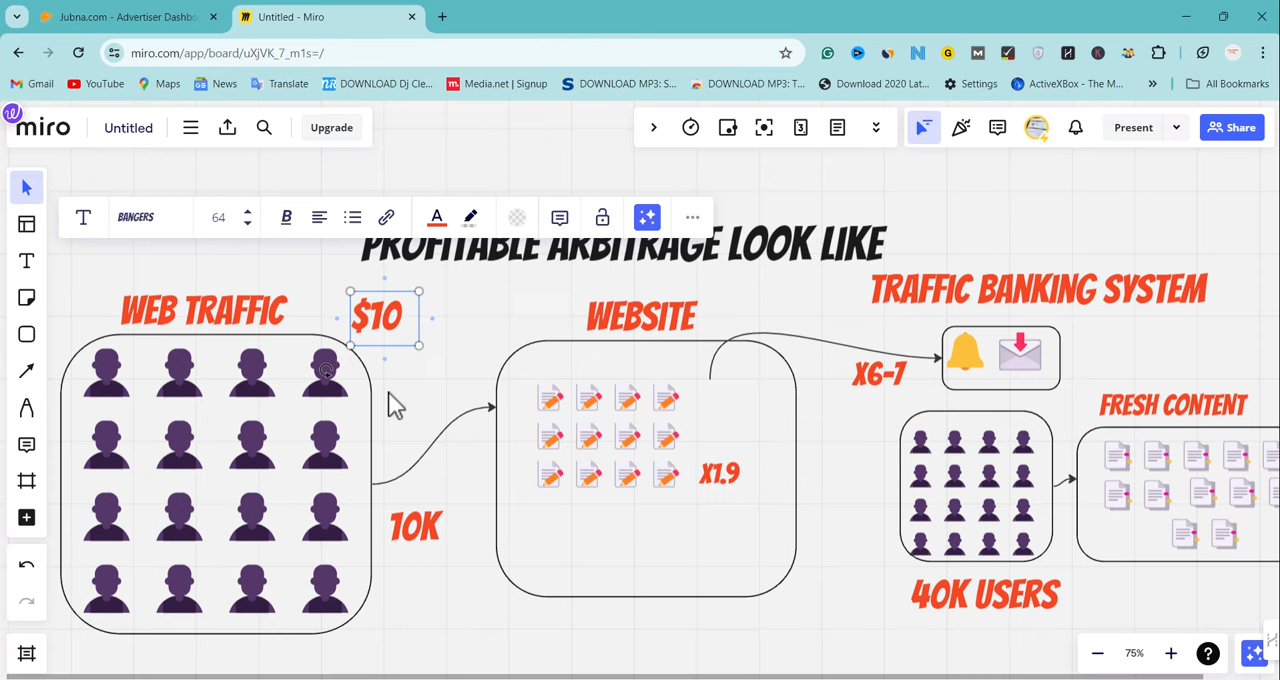 Jubna.com - Advertiser Dashbo
Untitled - Miro
miro.com/app/board/uXjVK_7_m1s=/
Gmail
YouTube
Maps
News
Translate
DOWNLOAD Dj Cle...
Media.net | Signup
DOWNLOAD MP3: S...
DOWNLOAD MP3: T...
Download 2020 Lat...
Settings
ActiveXBox - The M...
All Bookmarks
miro
Untitled
Upgrade
Present
Share
BANGERS
64
PROFITABLE ARBITRAGE LOOK LIKE
TRAFFIC BANKING SYSTEM
WEB TRAFFIC
$10
WEBSITE
X6-7
FRESH CONTENT
X1.9
10K
40K USERS
75%